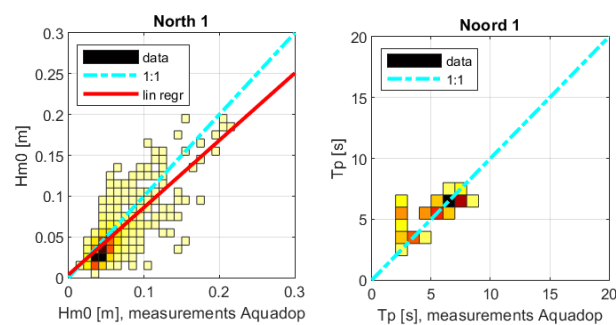 North 1
Hm0 [m]
0.3
0.25
0.2
0.15
0.1
0.05
0
data
1:1
lin regr
0
0.1
0.2
0.3
Hm0 [m], measurements Aquadop
Noord 1
Tp [s]
20
15
10
5
0
data
1:1
0
5
10
15
20
Tp [s], measurements Aquadop